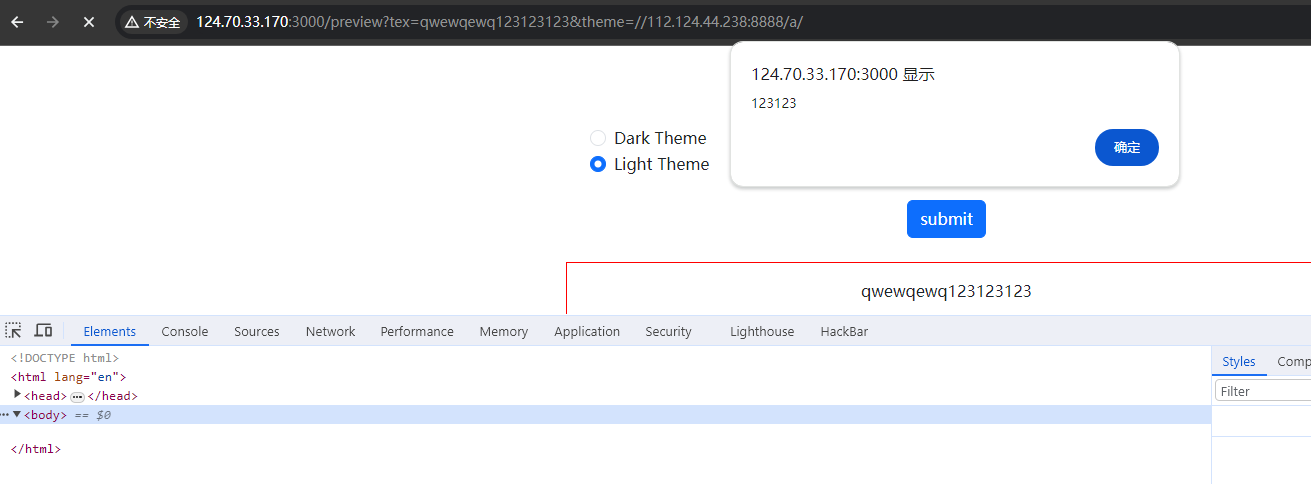 不安全 124.70.33.170:3000/preview?tex=qwewqewq123123123&theme=//112.124.44.238:8888/a/
124.70.33.170:3000 显示
123123
确定
Dark Theme
Light Theme
submit
qwewqewq123123123
Elements Console Sources Network Performance Memory Application Security Lighthouse HackBar
<!DOCTYPE html>
<html lang="en">
<head> … </head>
<body> == $0
</html>
Styles Comp
Filter